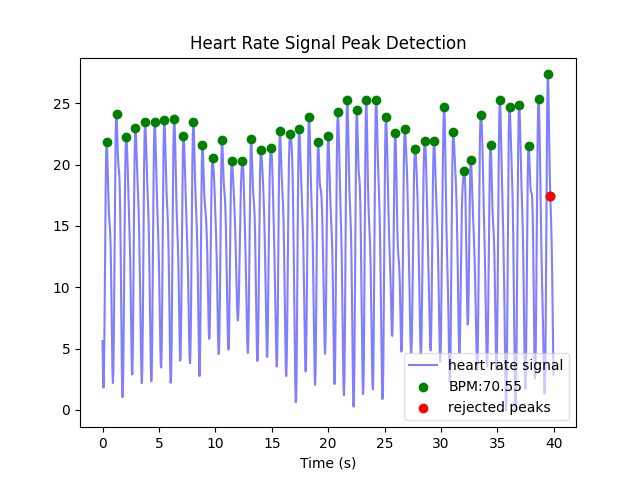 Heart Rate Signal Peak Detection
25
20
15
10
5
0
heart rate signal
BPM:70.55
rejected peaks
0 5 10 15 20 25 30 35 40
Time (s)